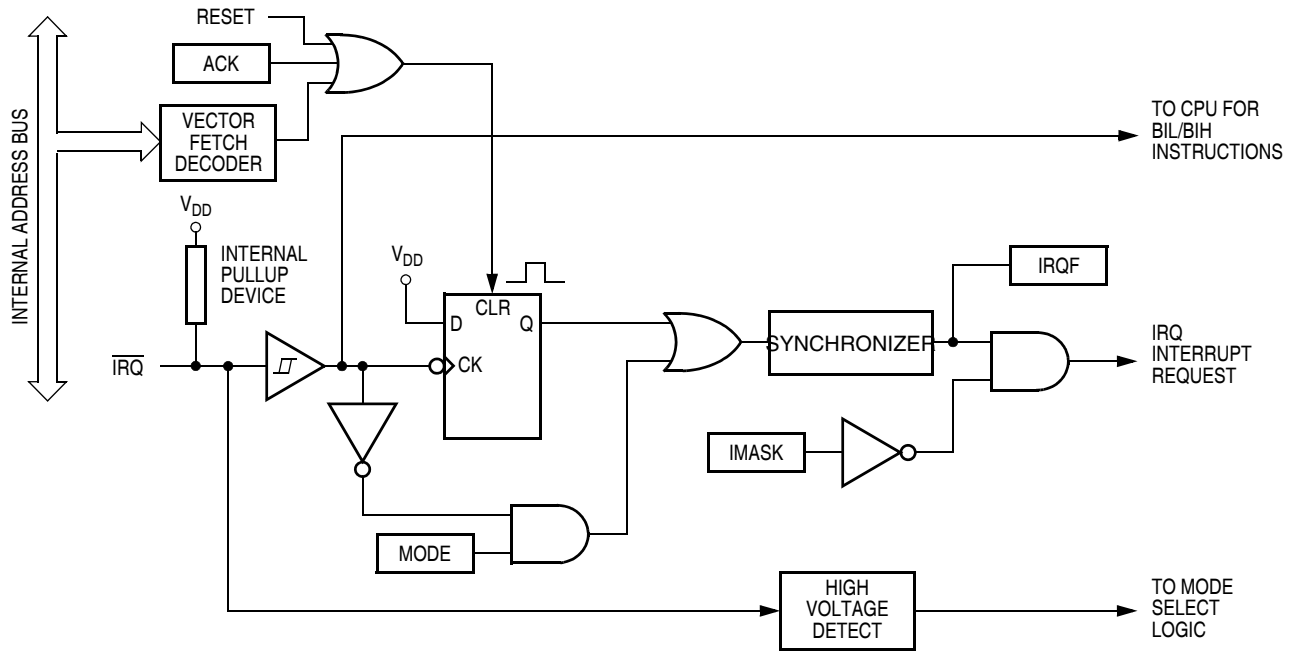 RESET
ACK
INTERNAL ADDRESS BUS
VECTOR
FETCH
DECODER
TO CPU FOR
BIL/BIH
INSTRUCTIONS
VDD
INTERNAL
PULLUP
DEVICE
VDD
CLR
D
Q
CK
IRQF
SYNCHRONIZER
IRQ
INTERRUPT
REQUEST
IRQ
IMASK
MODE
HIGH
VOLTAGE
DETECT
TO MODE
SELECT
LOGIC